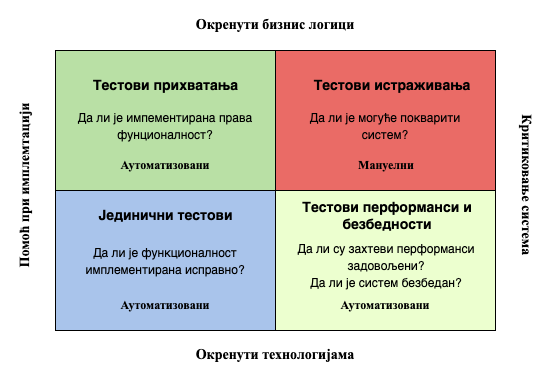 Окренути бизнис логици
Помоћ при имплемтацији
Тестови прихватања
Да ли је импементирана права
фунционалност?
Аутоматизовани
Тестови истраживања
Да ли је могуће покварити
систем?
Мануелни
Критиковање система
Јединични тестови
Да ли је функционалност
имплементирана исправно?
Аутоматизовани
Тестови перформанси и
безбедности
Да ли су захтеви перформанси
задовољени?
Да ли је систем безбедан?
Аутоматизовани
Окренути технологијама